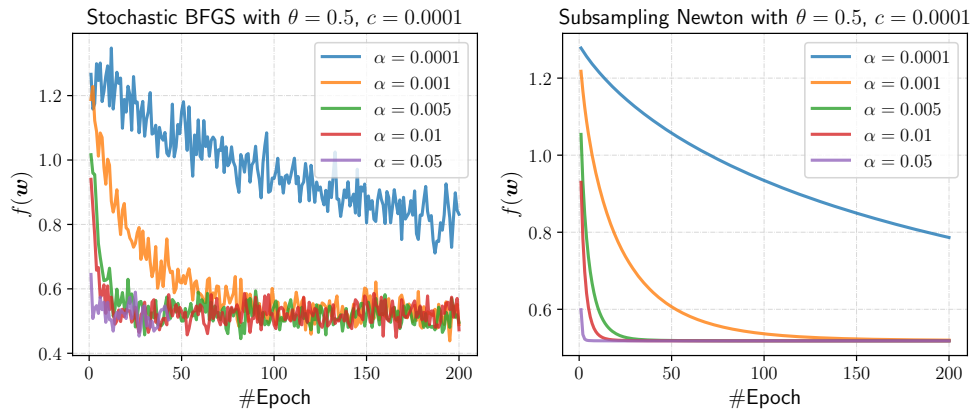 Stochastic BFGS with θ = 0.5, c = 0.0001
f(w)
1.2
1.0
0.8
0.6
0.4
α = 0.0001
α = 0.001
α = 0.005
α = 0.01
α = 0.05
0
50
100
150
200
#Epoch
Subsampling Newton with θ = 0.5, c = 0.0001
f(w)
1.2
1.0
0.8
0.6
α = 0.0001
α = 0.001
α = 0.005
α = 0.01
α = 0.05
0
50
100
150
200
#Epoch